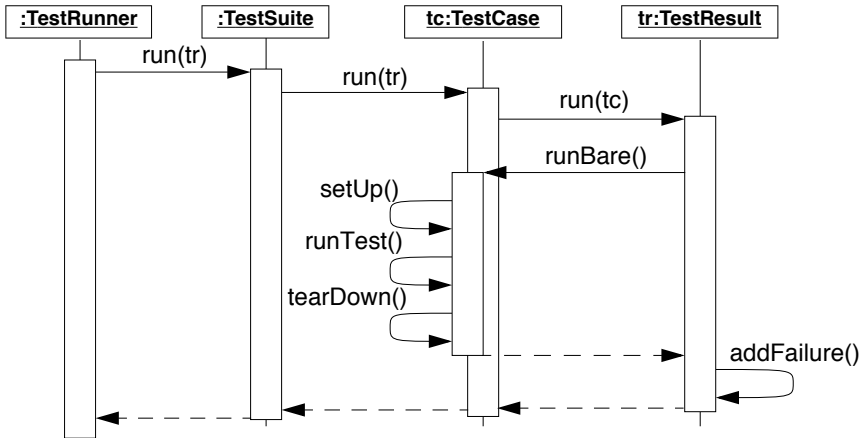 :TestRunner
:TestSuite
tc:TestCase
tr:TestResult
run(tr)
run(tr)
run(tc)
runBare()
setUp()
runTest()
tearDown()
addFailure()